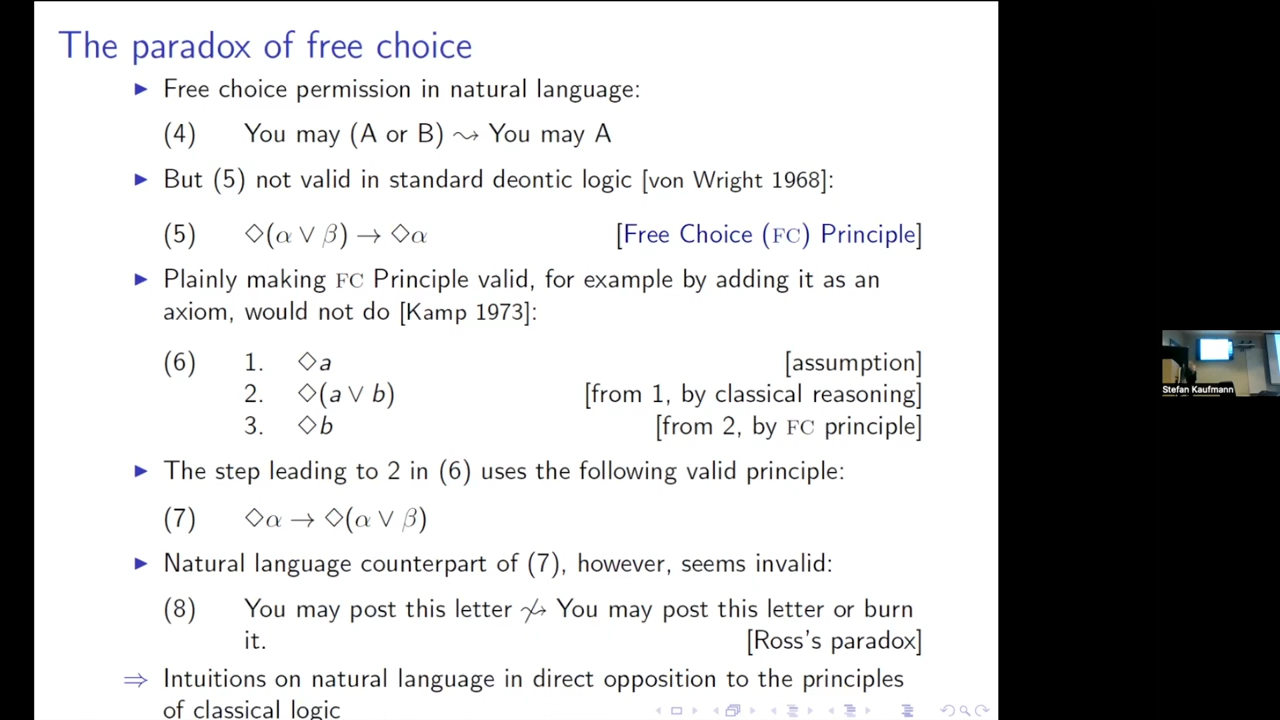 The paradox of free choice
▶ Free choice permission in natural language:
(4) You may (A or B) ⤳ You may A
▶ But (5) not valid in standard deontic logic [von Wright 1968]:
(5) ◇(α ∨ β) → ◇α [Free Choice (FC) Principle]
▶ Plainly making FC Principle valid, for example by adding it as an
axiom, would not do [Kamp 1973]:
(6) 1. ◇a [assumption]
2. ◇(a ∨ b) [from 1, by classical reasoning]
3. ◇b [from 2, by FC principle]
▶ The step leading to 2 in (6) uses the following valid principle:
(7) ◇α → ◇(α ∨ β)
▶ Natural language counterpart of (7), however, seems invalid:
(8) You may post this letter ⤳̸ You may post this letter or burn
it. [Ross's paradox]
⇒ Intuitions on natural language in direct opposition to the principles
of classical logic
Stefan Kaufmann